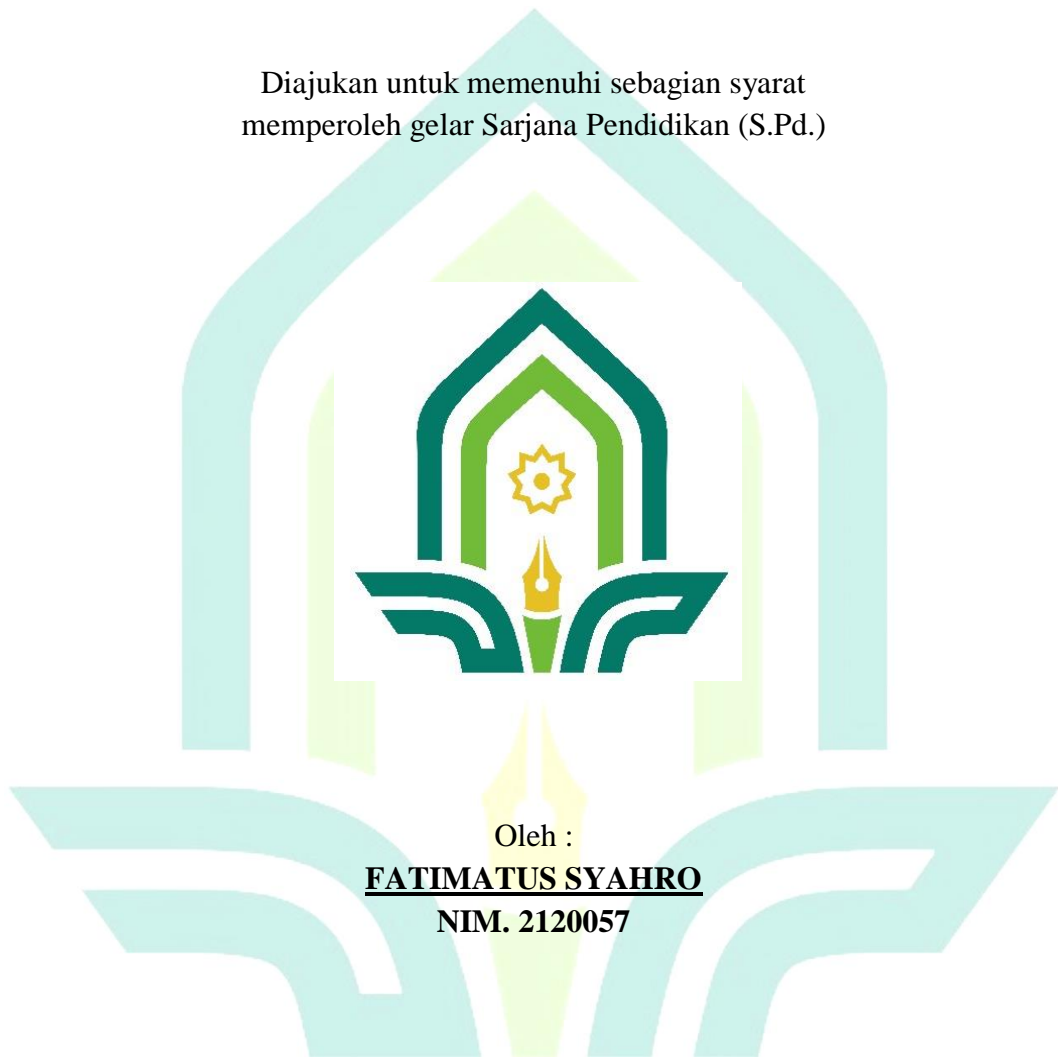 Diajukan untuk memenuhi sebagian syarat
memperoleh gelar Sarjana Pendidikan (S.Pd.)
Oleh :
FATIMATUS SYAHRO
NIM. 2120057